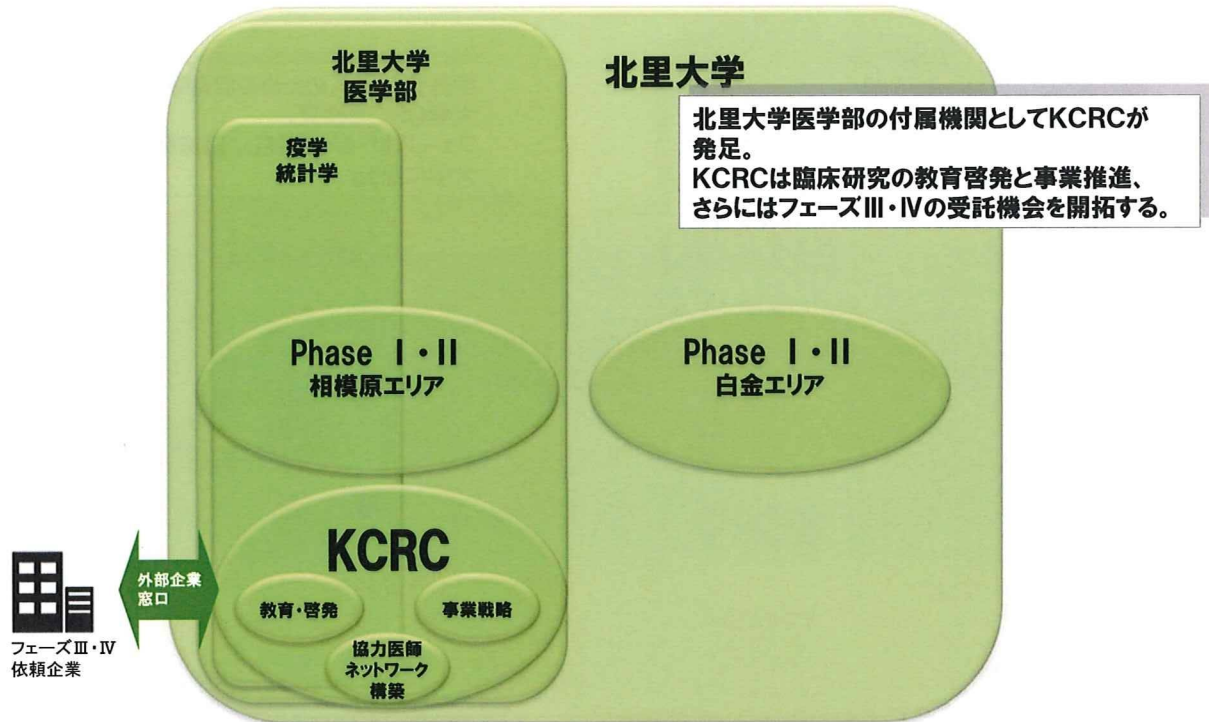 北里大学
医学部
北里大学
北里大学医学部の付属機関としてKCRCが
発足。
KCRCは臨床研究の教育啓発と事業推進、
さらにはフェーズⅢ・Ⅳの受託機会を開拓する。
疫学
統計学
Phase Ⅰ・Ⅱ
相模原エリア
Phase Ⅰ・Ⅱ
白金エリア
KCRC
外部企業
窓口
教育・啓発
事業戦略
協力医師
ネットワーク
構築
フェーズⅢ・Ⅳ
依頼企業